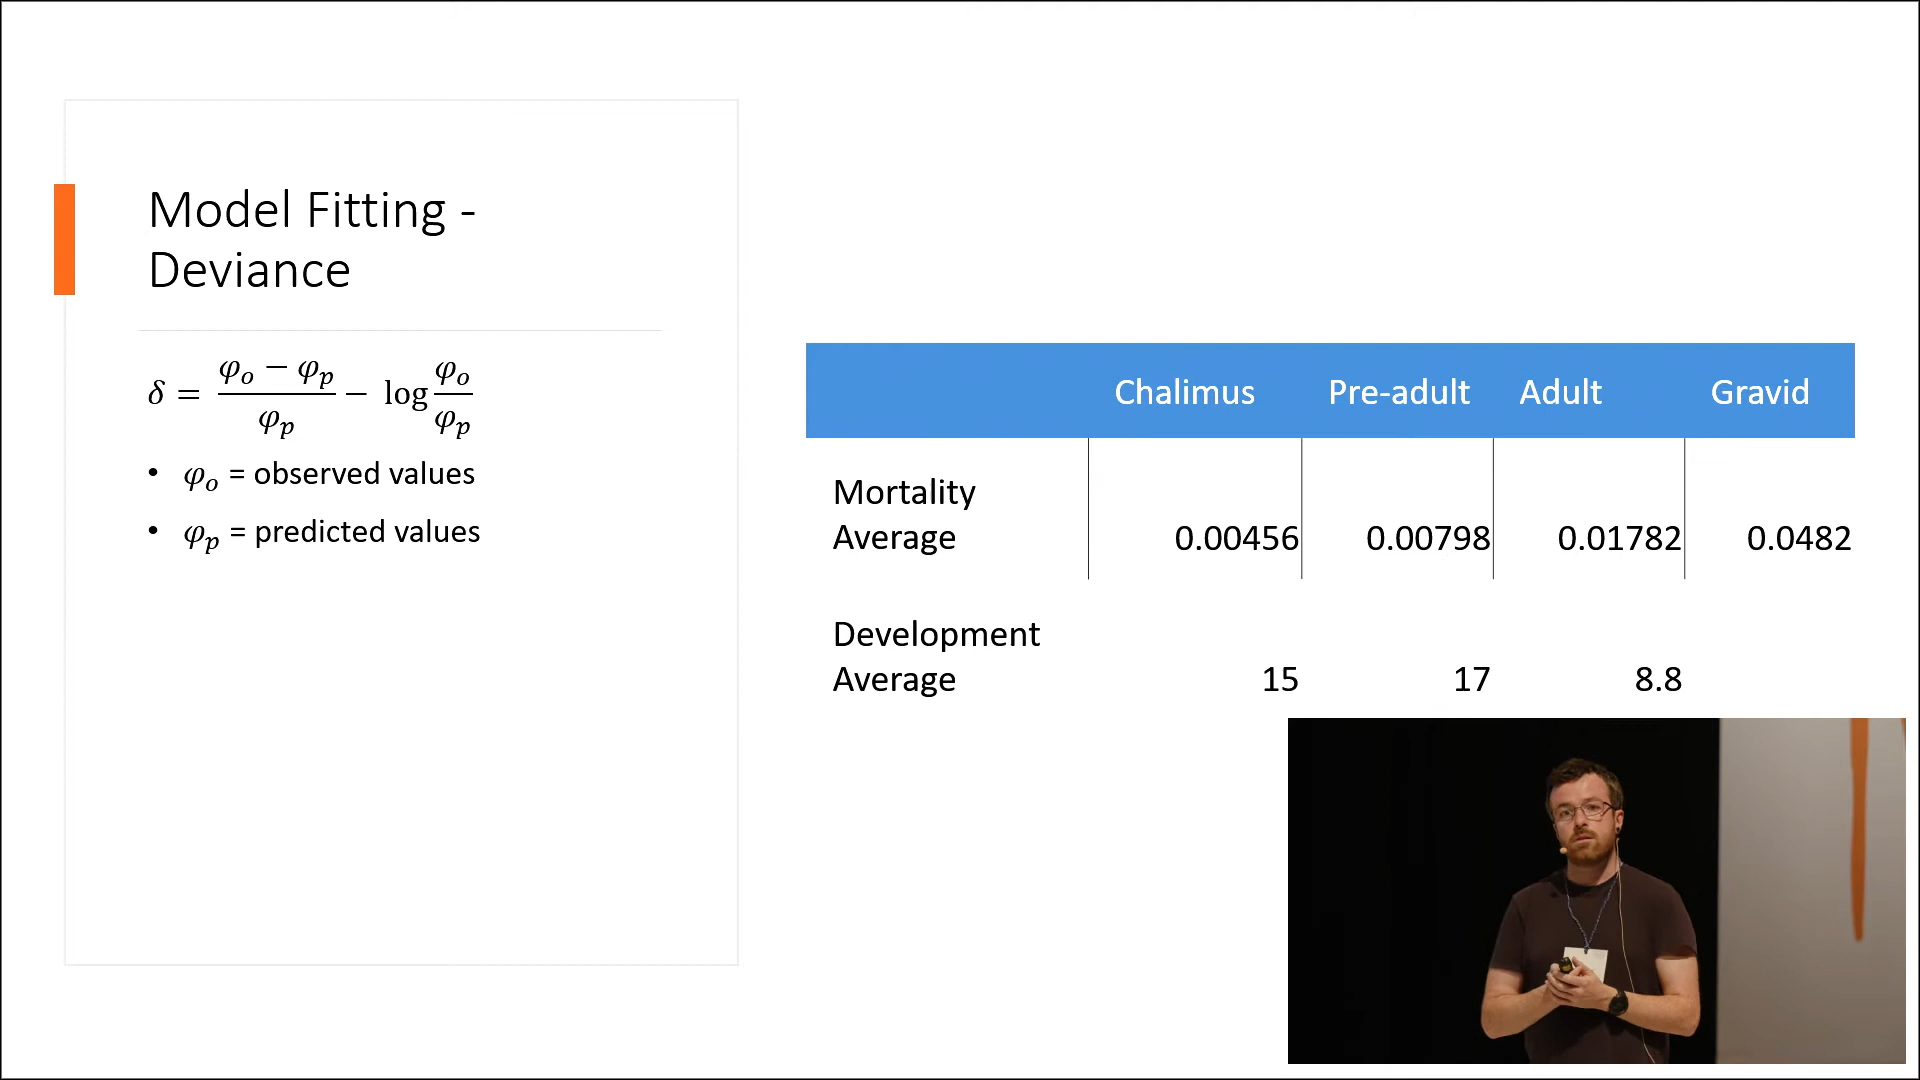 Model Fitting -
Deviance
δ = (φₒ − φₚ)/φₚ − log φₒ/φₚ
• φₒ = observed values
• φₚ = predicted values
Chalimus Pre-adult Adult Gravid
Mortality
Average 0.00456 0.00798 0.01782 0.0482
Development
Average 15 17 8.8